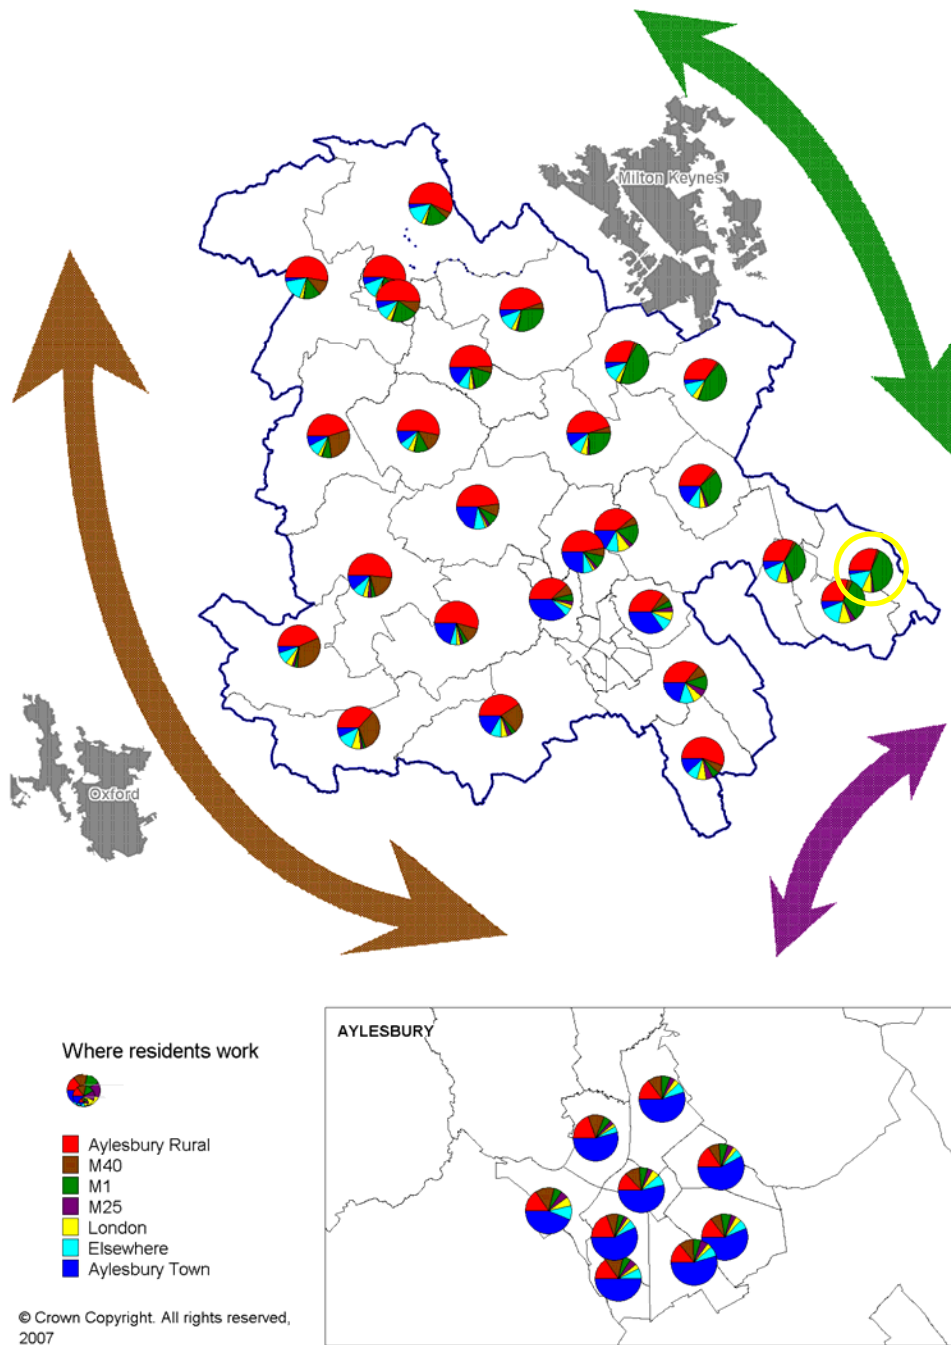 Milton Keynes
Oxford
AYLESBURY
Where residents work
Aylesbury Rural
M40
M1
M25
London
Elsewhere
Aylesbury Town
© Crown Copyright. All rights reserved,
2007